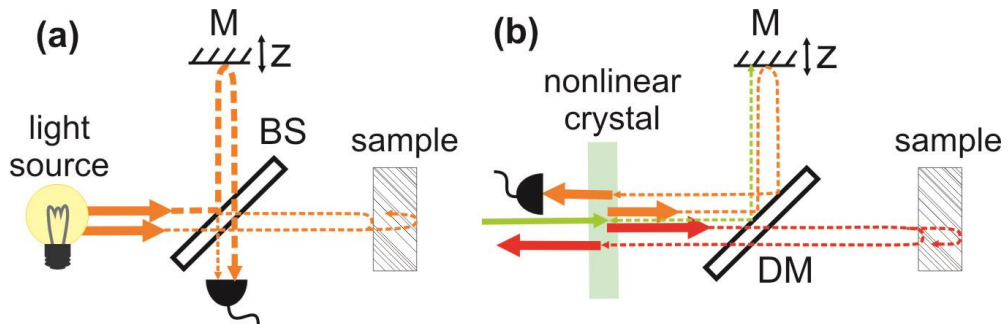 (a)
M
z
light
source
BS
sample
(b)
M
z
nonlinear
crystal
sample
DM